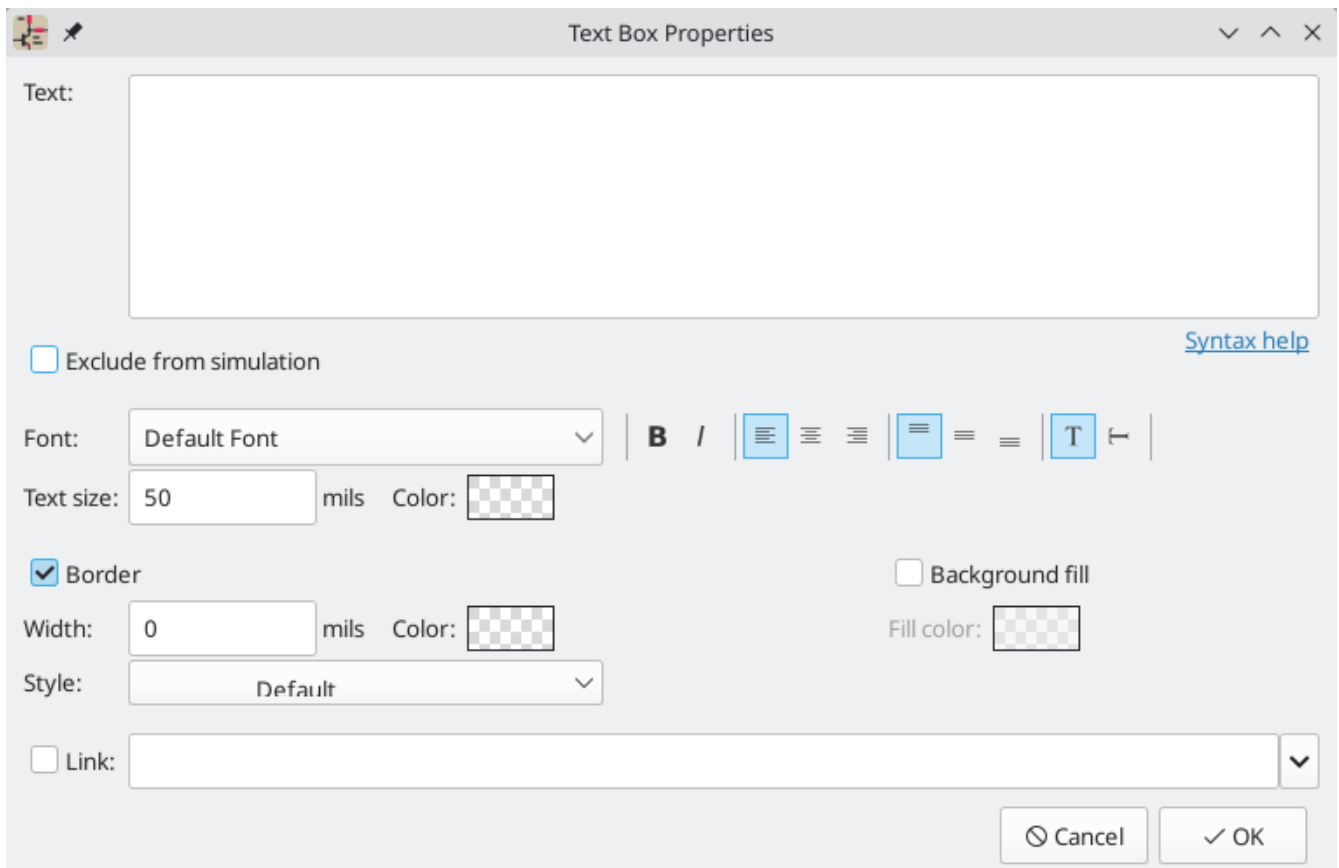 Text Box Properties
Text:
Syntax help
Exclude from simulation
Font: Default Font B I T T
Text size: 50 mils Color:
Border Background fill
Width: 0 mils Color: Fill color:
Style: Default
Link:
Cancel OK